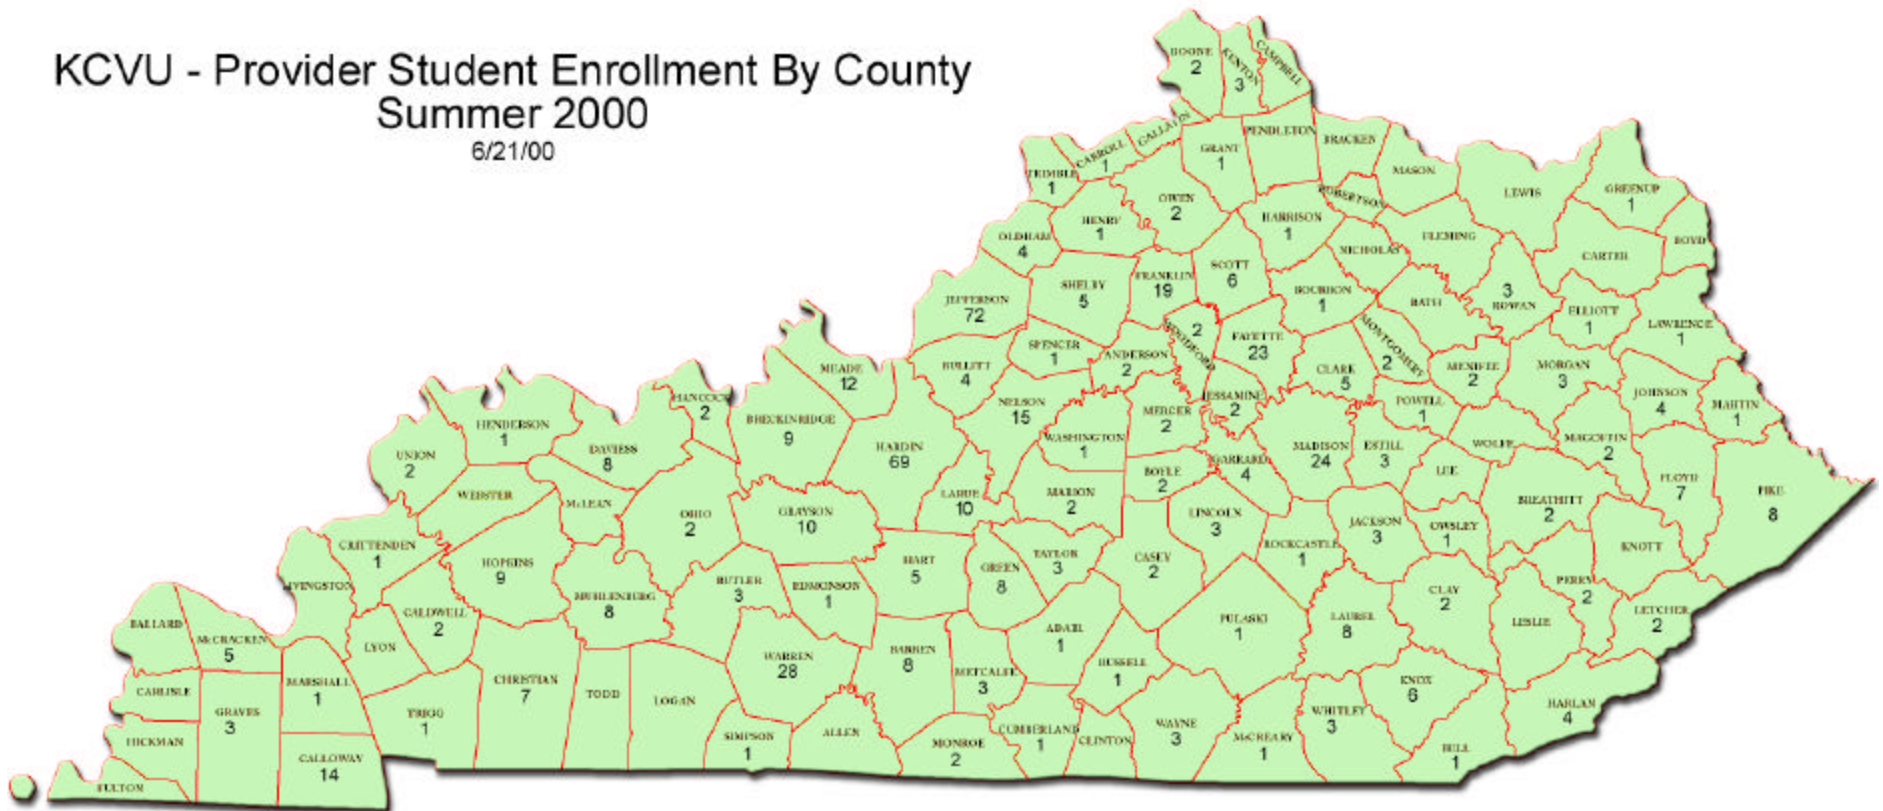 KCVU - Provider Student Enrollment By County
Summer 2000
6/21/00
BOONE
2
KENTON
3
CAMPBELL
CARROLL
1
GALLATIN
GRANT
1
PENDLETON
BRACKEN
MASON
LEWIS
GREENUP
1
TRIMBLE
1
OWEN
2
ROBERTSON
HENRY
1
HARRISON
1
FLEMING
BOYD
OLDHAM
4
NICHOLAS
CARTER
SCOTT
6
JEFFERSON
72
SHELBY
5
FRANKLIN
19
BOURBON
1
BATH
3
ROWAN
ELLIOTT
1
LAWRENCE
1
WOODFORD
2
FAYETTE
23
MONTGOMERY
2
SPENCER
1
ANDERSON
2
BULLITT
4
MEADE
12
CLARK
5
MENIFEE
2
MORGAN
3
JOHNSON
4
MARTIN
1
HANCOCK
2
BRECKINRIDGE
9
NELSON
15
MERCER
2
JESSAMINE
2
POWELL
1
HENDERSON
1
DAVIESS
8
HARDIN
69
WASHINGTON
1
MADISON
24
ESTILL
3
WOLFE
MAGOFFIN
2
UNION
2
GARRARD
4
BOYLE
2
LEE
FLOYD
7
PIKE
8
WEBSTER
McLEAN
OHIO
2
GRAYSON
10
LARUE
10
MARION
2
BREATHITT
2
LINCOLN
3
JACKSON
3
OWSLEY
1
KNOTT
CRITTENDEN
1
HOPKINS
9
HART
5
GREEN
8
TAYLOR
3
CASEY
2
ROCKCASTLE
1
LIVINGSTON
BUTLER
3
EDMONSON
1
MUHLENBURG
8
CLAY
2
PERRY
2
LETCHER
2
CALDWELL
2
BALLARD
McCRACKEN
5
LYON
WARREN
28
BARREN
8
ADAIR
1
PULASKI
1
LAUREL
8
LESLIE
CARLISLE
MARSHALL
1
CHRISTIAN
7
TODD
LOGAN
METCALFE
3
RUSSELL
1
KNOX
6
GRAVES
3
TRIGG
1
HARLAN
4
HICKMAN
SIMPSON
1
ALLEN
MONROE
2
CUMBERLAND
1
CLINTON
WAYNE
3
McCREARY
1
WHITLEY
3
BELL
1
CALLOWAY
14
FULTON